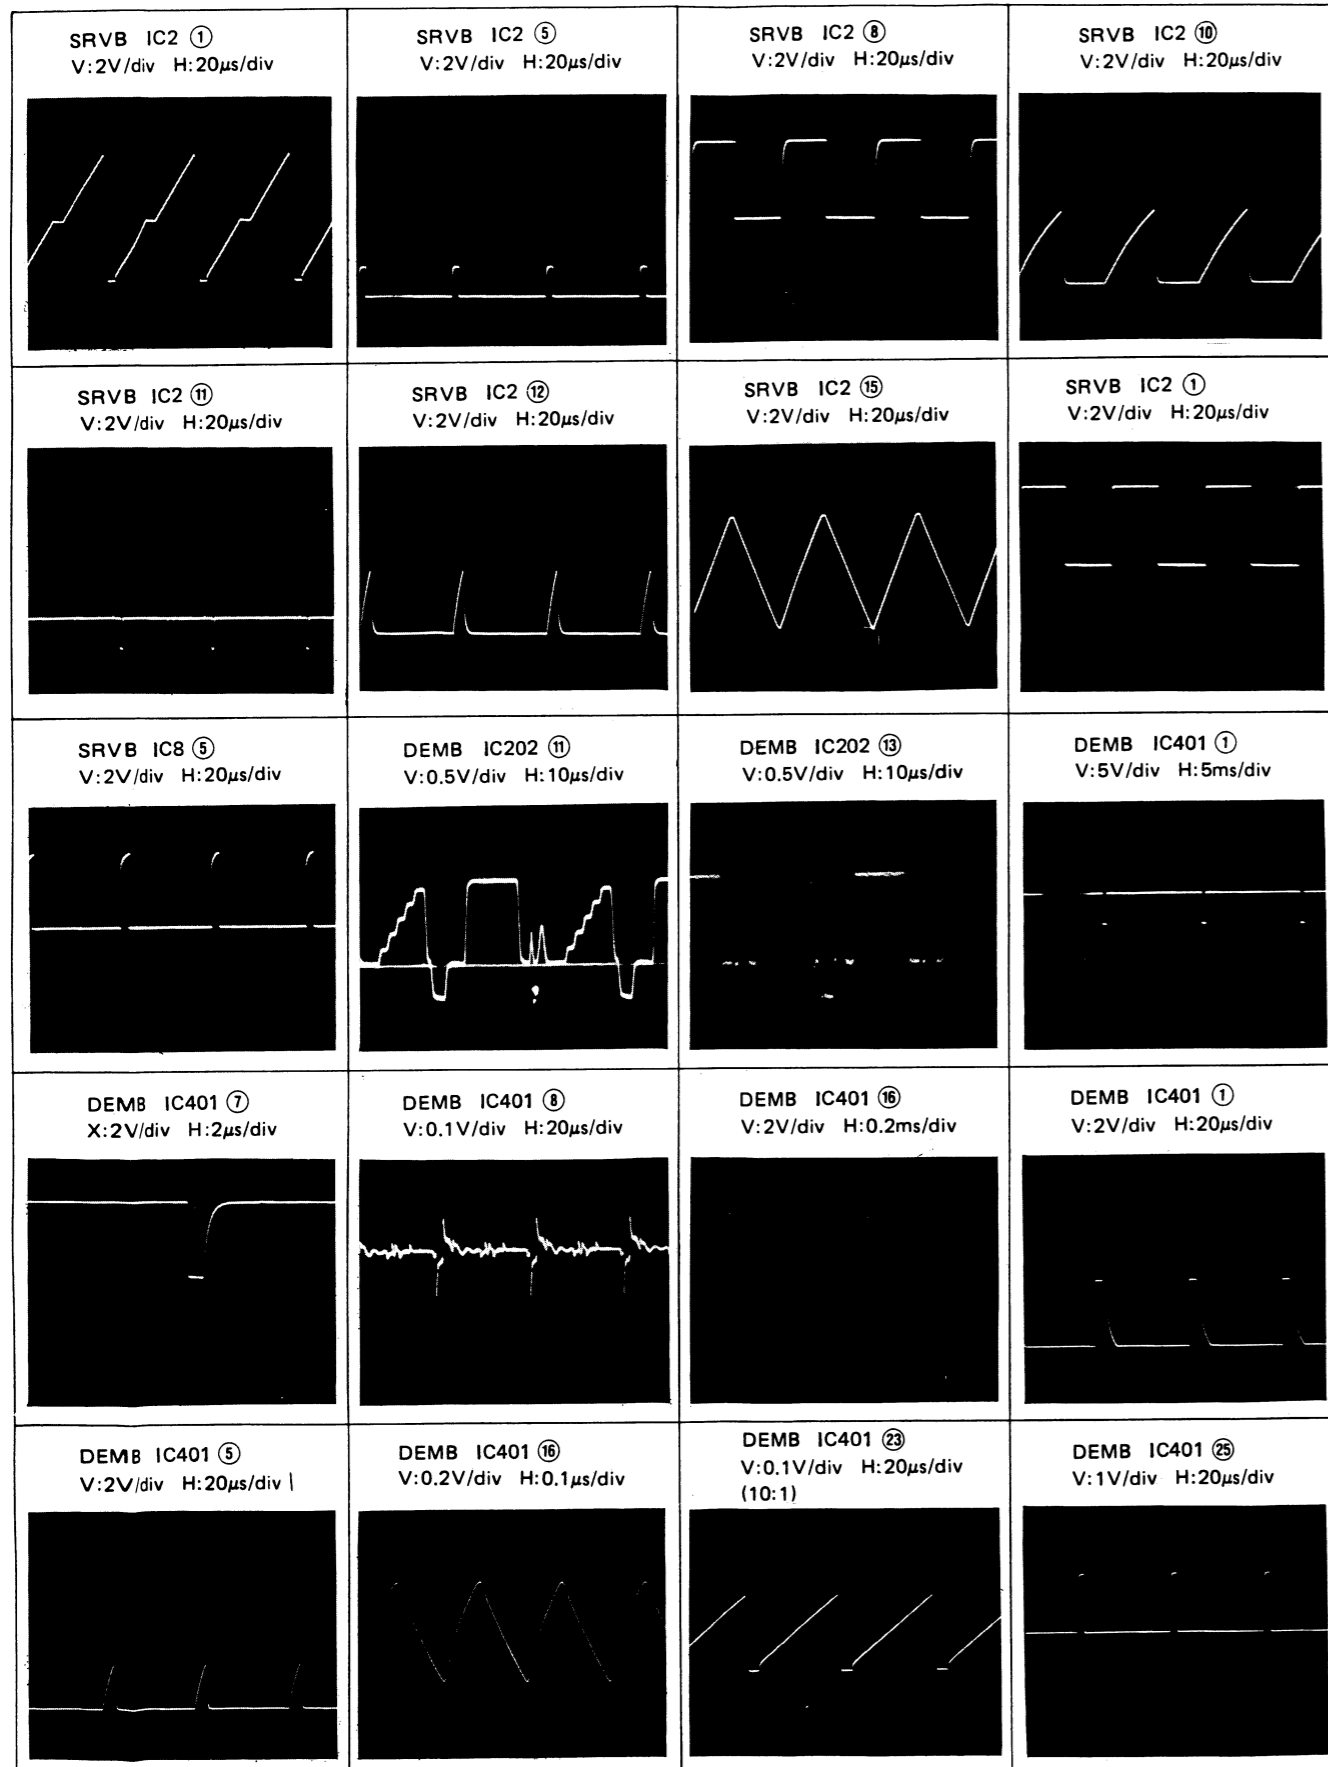 SRVB IC2 ①
V:2V/div H:20μs/div
SRVB IC2 ⑤
V:2V/div H:20μs/div
SRVB IC2 ⑧
V:2V/div H:20μs/div
SRVB IC2 ⑩
V:2V/div H:20μs/div
SRVB IC2 ⑪
V:2V/div H:20μs/div
SRVB IC2 ⑫
V:2V/div H:20μs/div
SRVB IC2 ⑮
V:2V/div H:20μs/div
SRVB IC2 ①
V:2V/div H:20μs/div
SRVB IC8 ⑤
V:2V/div H:20μs/div
DEMB IC202 ⑪
V:0.5V/div H:10μs/div
DEMB IC202 ⑬
V:0.5V/div H:10μs/div
DEMB IC401 ①
V:5V/div H:5ms/div
DEMB IC401 ⑦
X:2V/div H:2μs/div
DEMB IC401 ⑧
V:0.1V/div H:20μs/div
DEMB IC401 ⑯
V:2V/div H:0.2ms/div
DEMB IC401 ①
V:2V/div H:20μs/div
DEMB IC401 ⑤
V:2V/div H:20μs/div
DEMB IC401 ⑯
V:0.2V/div H:0.1μs/div
DEMB IC401 ㉓
V:0.1V/div H:20μs/div
(10:1)
DEMB IC401 ㉕
V:1V/div H:20μs/div